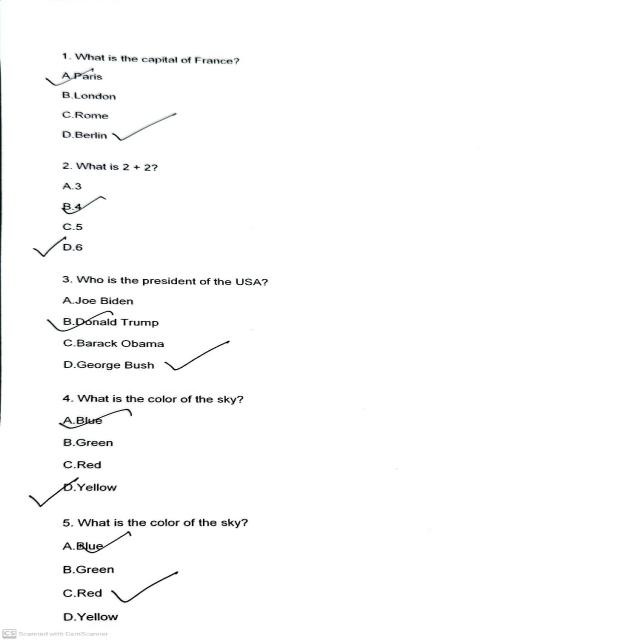 1. What is the capital of France?
A.Paris
B.London
C.Rome
D.Berlin
2. What is 2 + 2?
A.3
B.4
C.5
D.6
3. Who is the president of the USA?
A.Joe Biden
B.Donald Trump
C.Barack Obama
D.George Bush
4. What is the color of the sky?
A.Blue
B.Green
C.Red
D.Yellow
5. What is the color of the sky?
A.Blue
B.Green
C.Red
D.Yellow
CS Scanned with CamScanner